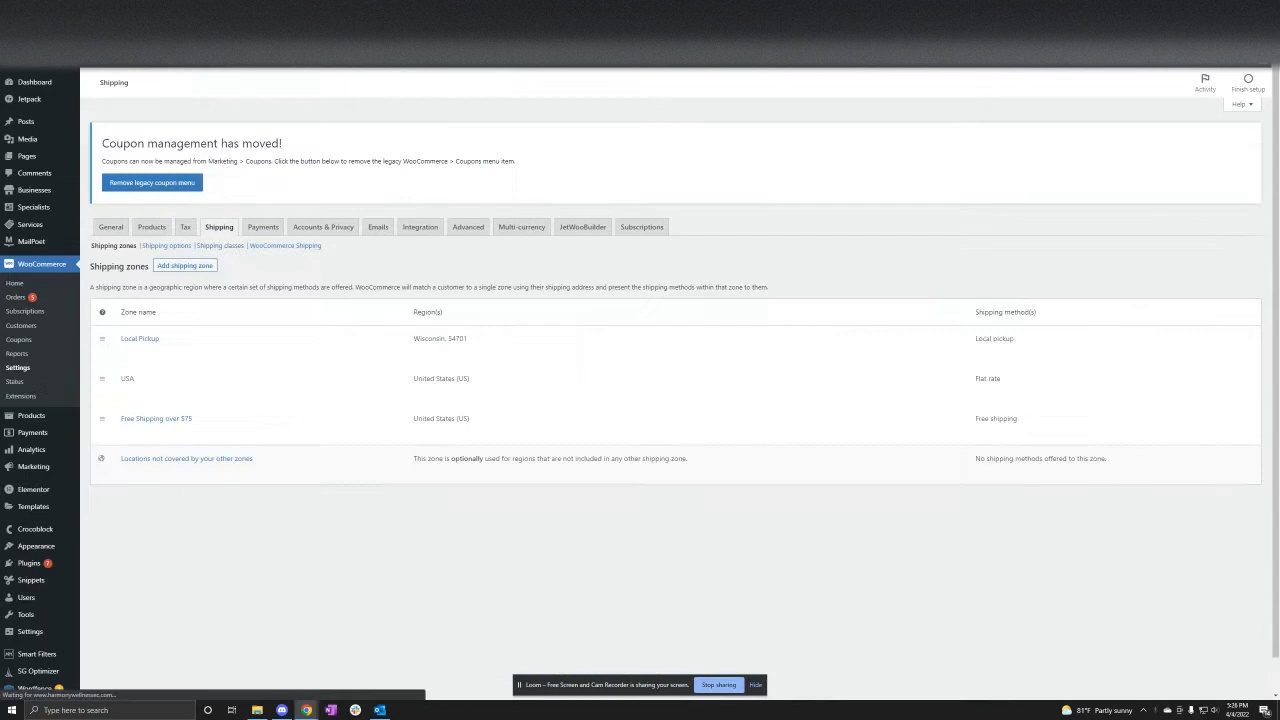 Dashboard
Jetpack
Posts
Media
Pages
Comments
Businesses
Specialists
Services
MailPoet
WooCommerce
Home
Orders 5
Subscriptions
Customers
Coupons
Reports
Settings
Status
Extensions
Products
Payments
Analytics
Marketing
Elementor
Templates
Crocoblock
Appearance
Plugins 7
Snippets
Users
Tools
Settings
Smart Filters
SG Optimizer
Wordfence
Waiting for www.harmonywellnesses.com...
Shipping
Activity
Finish setup
Help
Coupon management has moved!
Coupons can now be managed from Marketing > Coupons. Click the button below to remove the legacy WooCommerce > Coupons menu item.
Remove legacy coupon menu
General Products Tax Shipping Payments Accounts & Privacy Emails Integration Advanced Multi-currency JetWooBuilder Subscriptions
Shipping zones | Shipping options | Shipping classes | WooCommerce Shipping
Shipping zones Add shipping zone
A shipping zone is a geographic region where a certain set of shipping methods are offered. WooCommerce will match a customer to a single zone using their shipping address and present the shipping methods within that zone to them.
Zone name Region(s) Shipping method(s)
Local Pickup Wisconsin, 54701 Local pickup
USA United States (US) Flat rate
Free Shipping over $75 United States (US) Free shipping
Locations not covered by your other zones This zone is optionally used for regions that are not included in any other shipping zone. No shipping methods offered to this zone.
Loom – Free Screen and Cam Recorder is sharing your screen. Stop sharing Hide
Type here to search
81°F Partly sunny
5:26 PM
4/4/2022